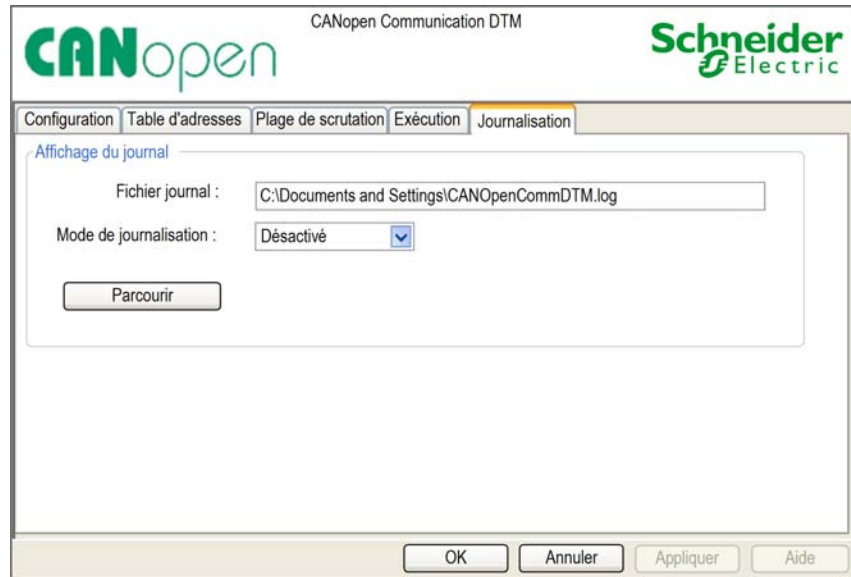 CANopen Communication DTM
CANopen
Schneider
Electric
Configuration Table d'adresses Plage de scrutation Exécution Journalisation
Affichage du journal
Fichier journal : C:\Documents and Settings\CANOpenCommDTM.log
Mode de journalisation : Désactivé
Parcourir
OK Annuler Appliquer Aide